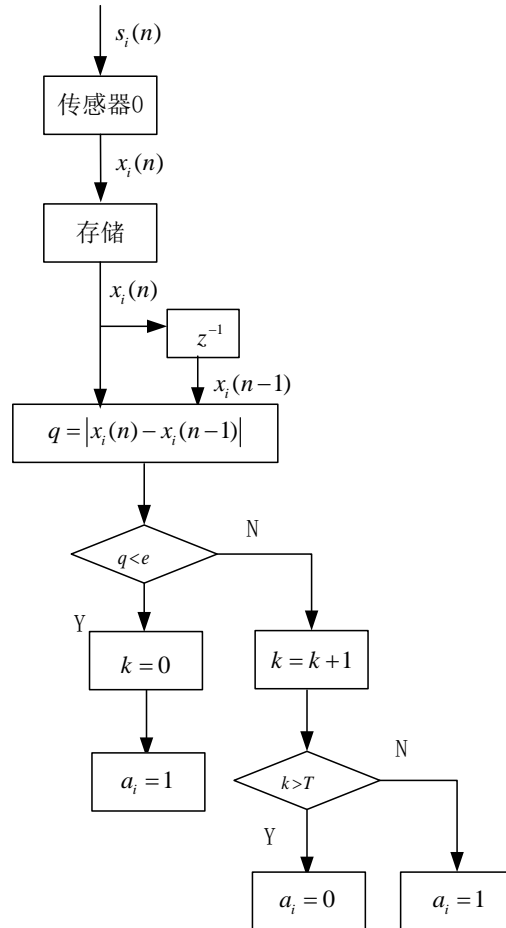 s_i(n)
传感器0
x_i(n)
存储
x_i(n)
z^{-1}
x_i(n-1)
q = |x_i(n) - x_i(n-1)|
N
q<e
Y
k = 0
k = k+1
N
a_i = 1
k>T
Y
a_i = 0
a_i = 1